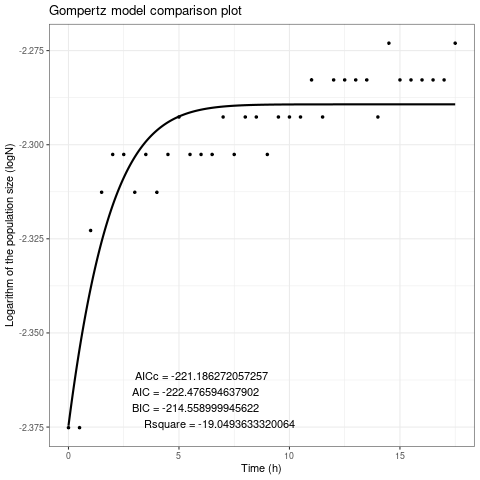 Gompertz model comparison plot
Logarithm of the population size (logN)
-2.275
-2.300
-2.325
-2.350
-2.375
AICc = -221.186272057257
AIC = -222.476594637902
BIC = -214.558999945622
Rsquare = -19.0493633320064
0 5 10 15
Time (h)